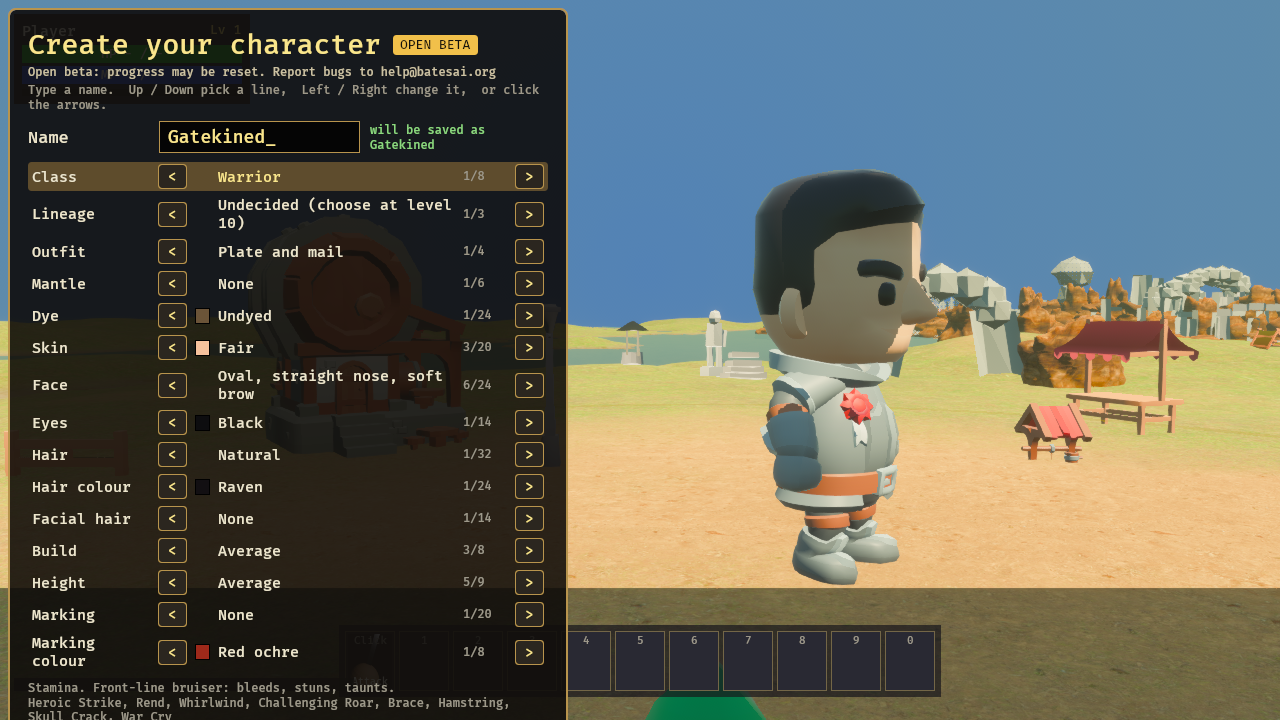 Player Lv 1
Create your character OPEN BETA
Open beta: progress may be reset. Report bugs to help@batesai.org
Type a name. Up / Down pick a line, Left / Right change it, or click
the arrows.
Name Gatekined_ will be saved as
Gatekined
Class < Warrior 1/8 >
Lineage < Undecided (choose at level
10) 1/3 >
Outfit < Plate and mail 1/4 >
Mantle < None 1/6 >
Dye < Undyed 1/24 >
Skin < Fair 3/20 >
Face < Oval, straight nose, soft
brow 6/24 >
Eyes < Black 1/14 >
Hair < Natural 1/32 >
Hair colour < Raven 1/24 >
Facial hair < None 1/14 >
Build < Average 3/8 >
Height < Average 5/9 >
Marking < None 1/20 >
Marking
colour < Red ochre 1/8 >
4 5 6 7 8 9 0
Stamina. Front-line bruiser: bleeds, stuns, taunts.
Heroic Strike, Rend, Whirlwind, Challenging Roar, Brace, Hamstring,
Skull Crack, War Cry